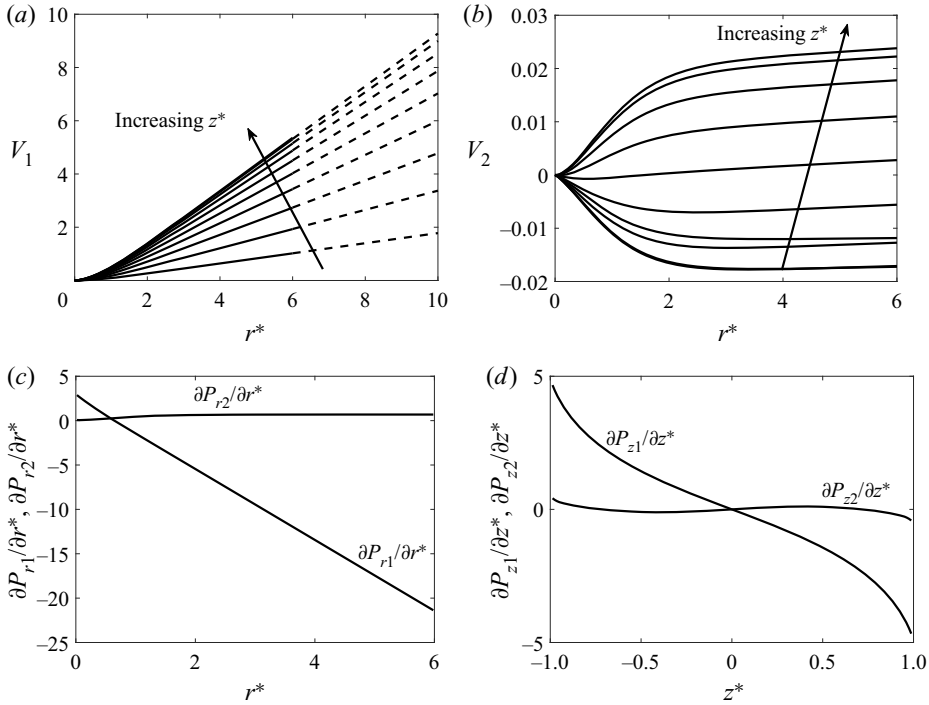 (a)
10
8
6
4
2
0
V1
Increasing z*
0 2 4 6 8 10
r*
(b)
0.03
0.02
0.01
0
–0.01
–0.02
V2
Increasing z*
0 2 4 6
r*
(c)
5
0
–5
–10
–15
–20
–25
∂Pr1/∂r*, ∂Pr2/∂r*
∂Pr2/∂r*
∂Pr1/∂r*
0 2 4 6
r*
(d)
5
0
–5
∂Pz1/∂z*, ∂Pz2/∂z*
∂Pz1/∂z*
∂Pz2/∂z*
–1.0 –0.5 0 0.5 1.0
z*